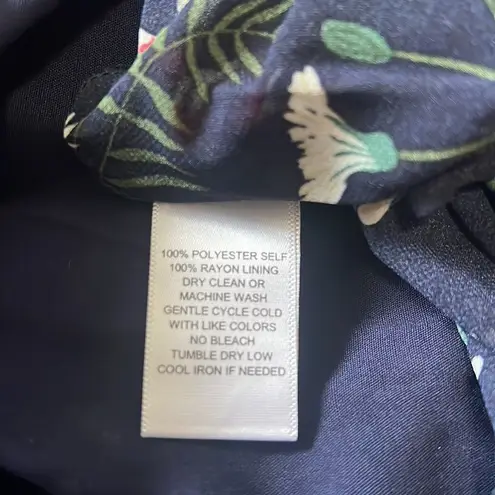 100% POLYESTER SELF
100% RAYON LINING
DRY CLEAN OR
MACHINE WASH
GENTLE CYCLE COLD
WITH LIKE COLORS
NO BLEACH
TUMBLE DRY LOW
COOL IRON IF NEEDED